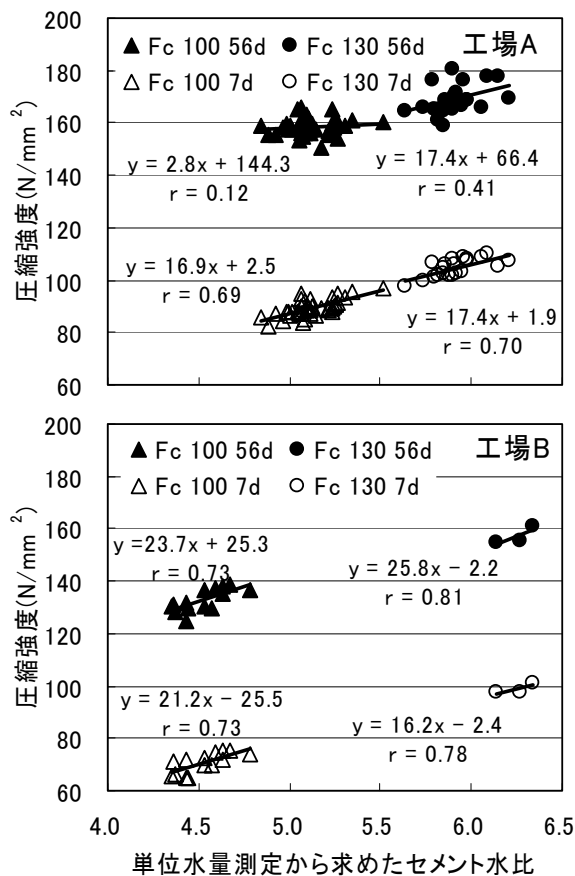 ▲ Fc 100 56d ● Fc 130 56d 工場A
△ Fc 100 7d ○ Fc 130 7d
圧縮強度(N/mm²)
200
180
160
140
120
100
80
60
y = 2.8x + 144.3
r = 0.12
17.4x + 66.4
r = 0.41
y = 16.9x + 2.5
r = 0.69
y = 17.4x + 1.9
r = 0.70
▲ Fc 100 56d ● Fc 130 56d 工場B
△ Fc 100 7d ○ Fc 130 7d
圧縮強度(N/mm²)
200
180
160
140
120
100
80
60
y =23.7x + 25.3
r = 0.73
y = 25.8x − 2.2
r = 0.81
y = 21.2x − 25.5
r = 0.73
y = 16.2x − 2.4
r = 0.78
4.0 4.5 5.0 5.5 6.0 6.5
単位水量測定から求めたセメント水比